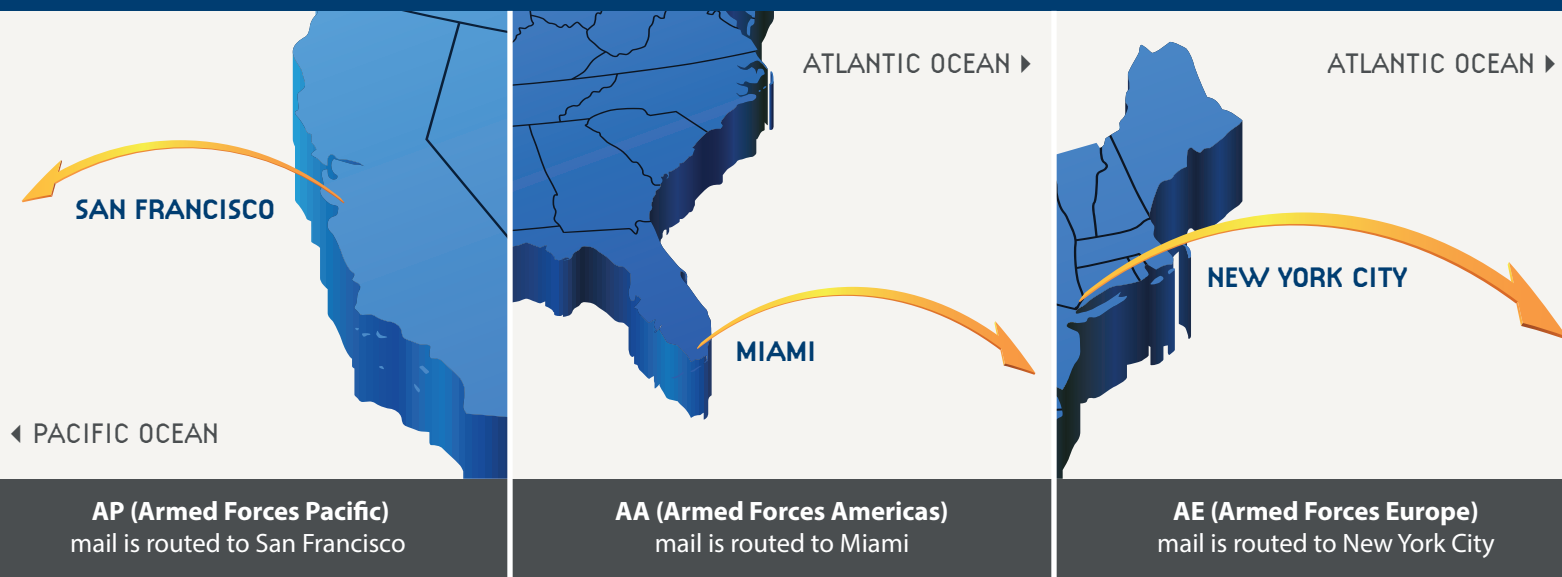 SAN FRANCISCO
◂ PACIFIC OCEAN
AP (Armed Forces Pacific)
mail is routed to San Francisco
ATLANTIC OCEAN ▸
MIAMI
AA (Armed Forces Americas)
mail is routed to Miami
ATLANTIC OCEAN ▸
NEW YORK CITY
AE (Armed Forces Europe)
mail is routed to New York City